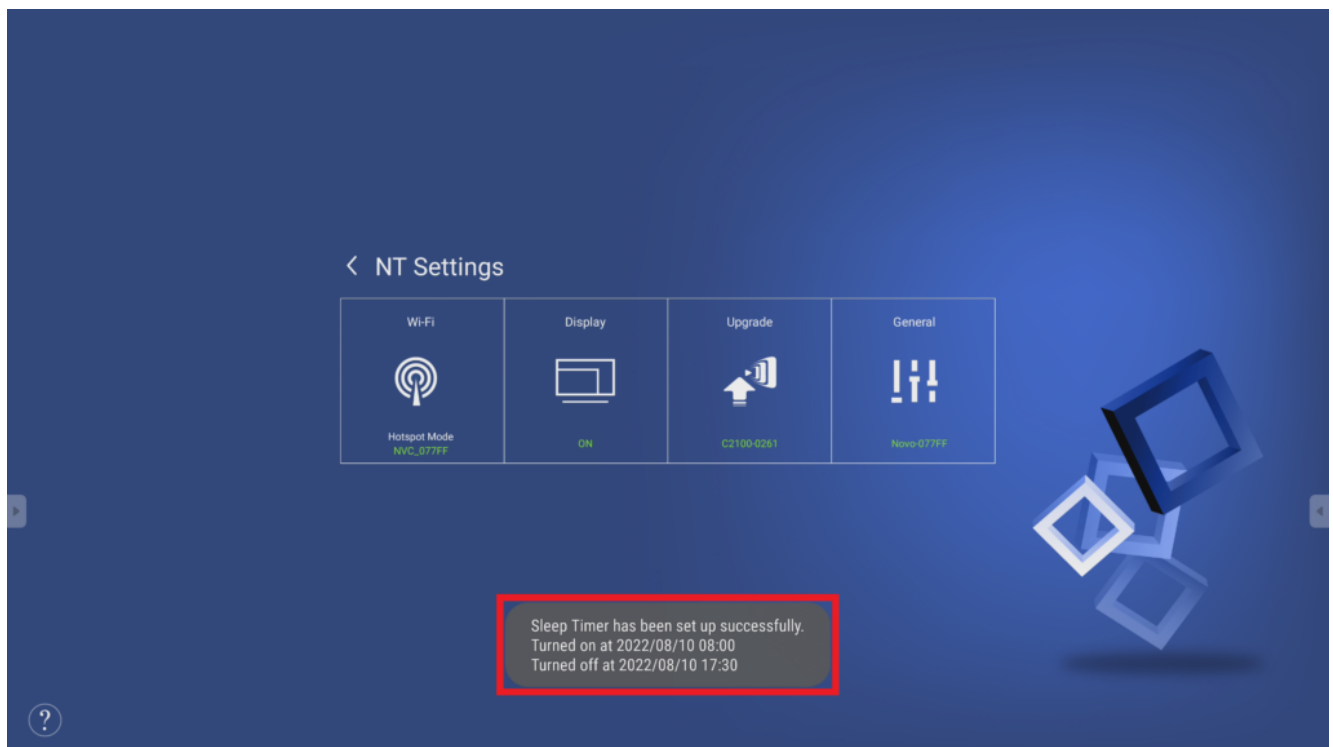 NT Settings
Wi-Fi
Hotspot Mode
NVC_077FF
Display
ON
Upgrade
C2100-0261
General
Novo-077FF
Sleep Timer has been set up successfully.
Turned on at 2022/08/10 08:00
Turned off at 2022/08/10 17:30
?